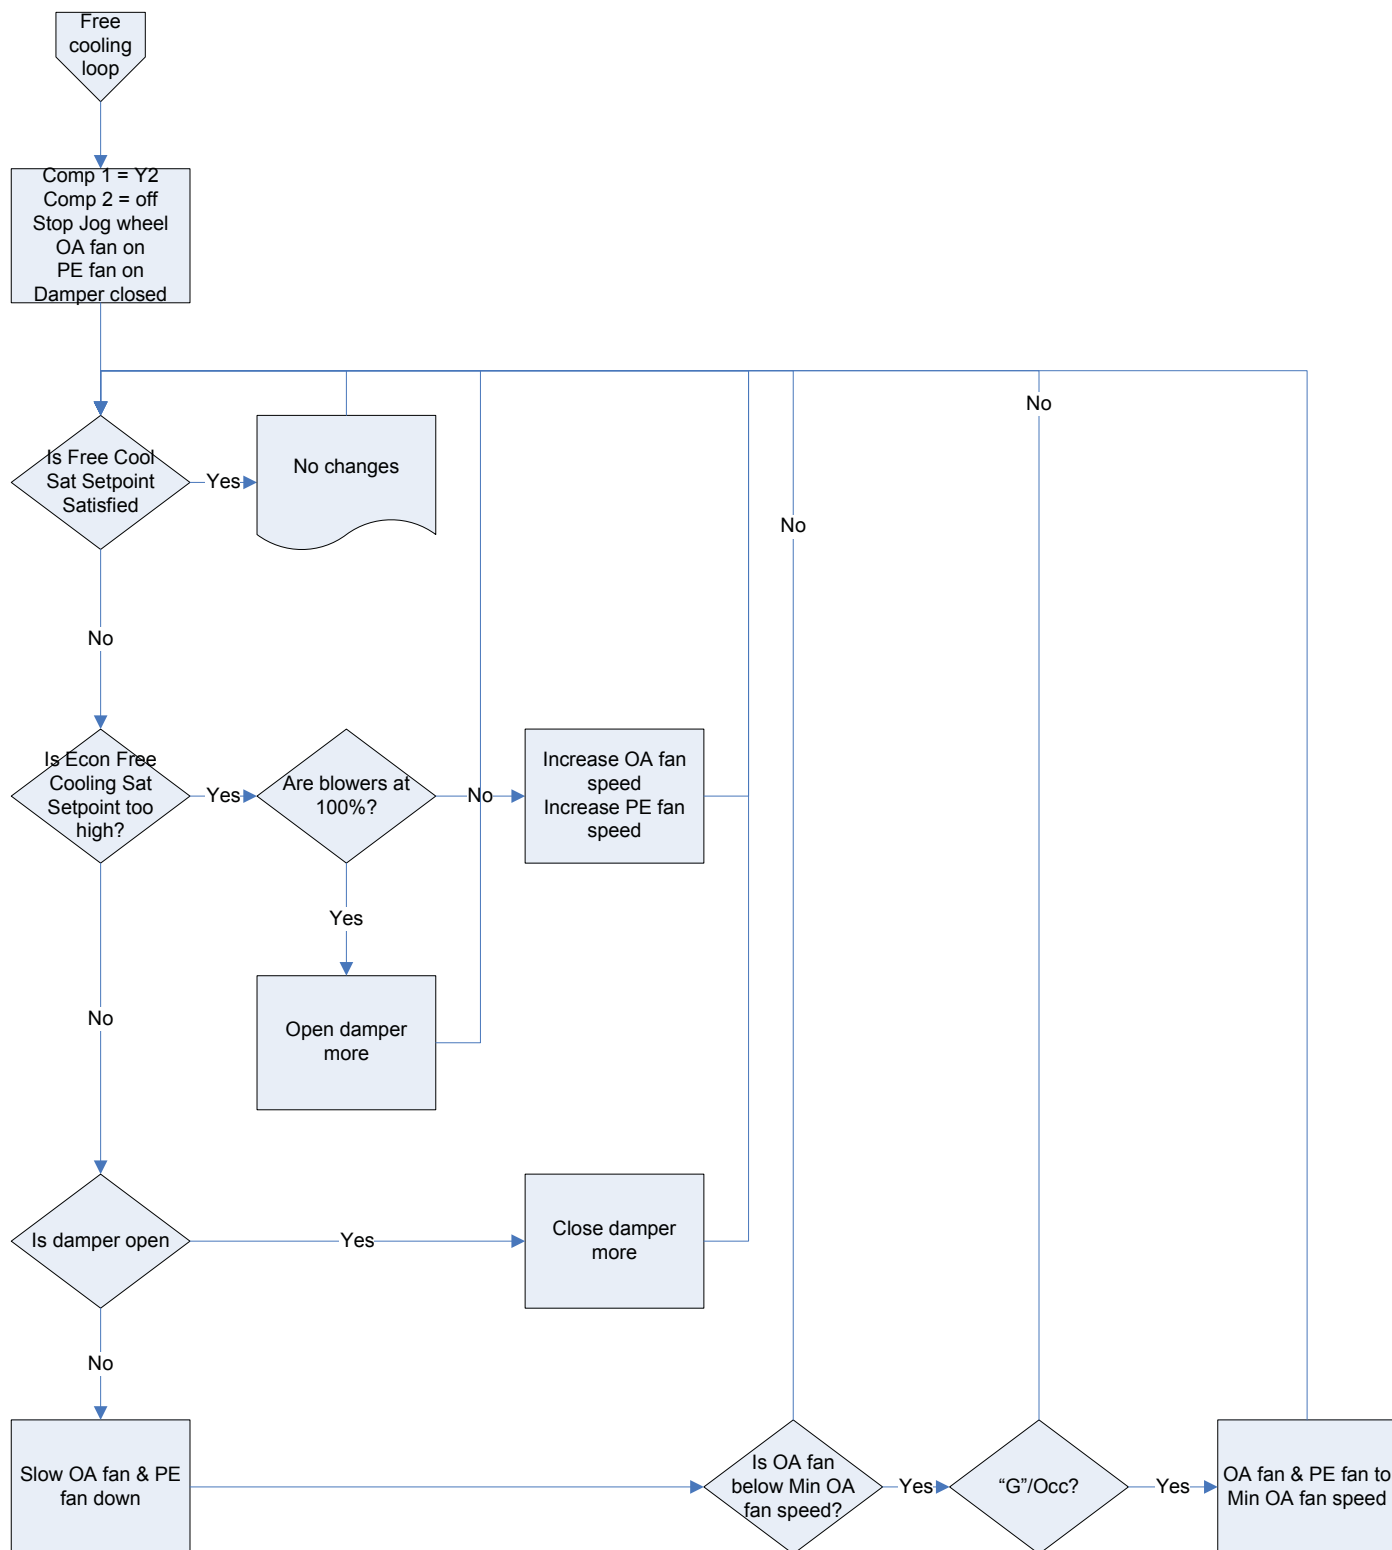 Free
cooling
loop
Comp 1 = Y2
Comp 2 = off
Stop Jog wheel
OA fan on
PE fan on
Damper closed
No
Is Free Cool
Sat Setpoint
Satisfied
Yes
No changes
No
No
Is Econ Free
Cooling Sat
Setpoint too
high?
Yes
Are blowers at
100%?
No
Increase OA fan
speed
Increase PE fan
speed
Yes
No
Open damper
more
Is damper open
Yes
Close damper
more
No
Slow OA fan & PE
fan down
Is OA fan
below Min OA
fan speed?
Yes
“G”/Occ?
Yes
OA fan & PE fan to
Min OA fan speed